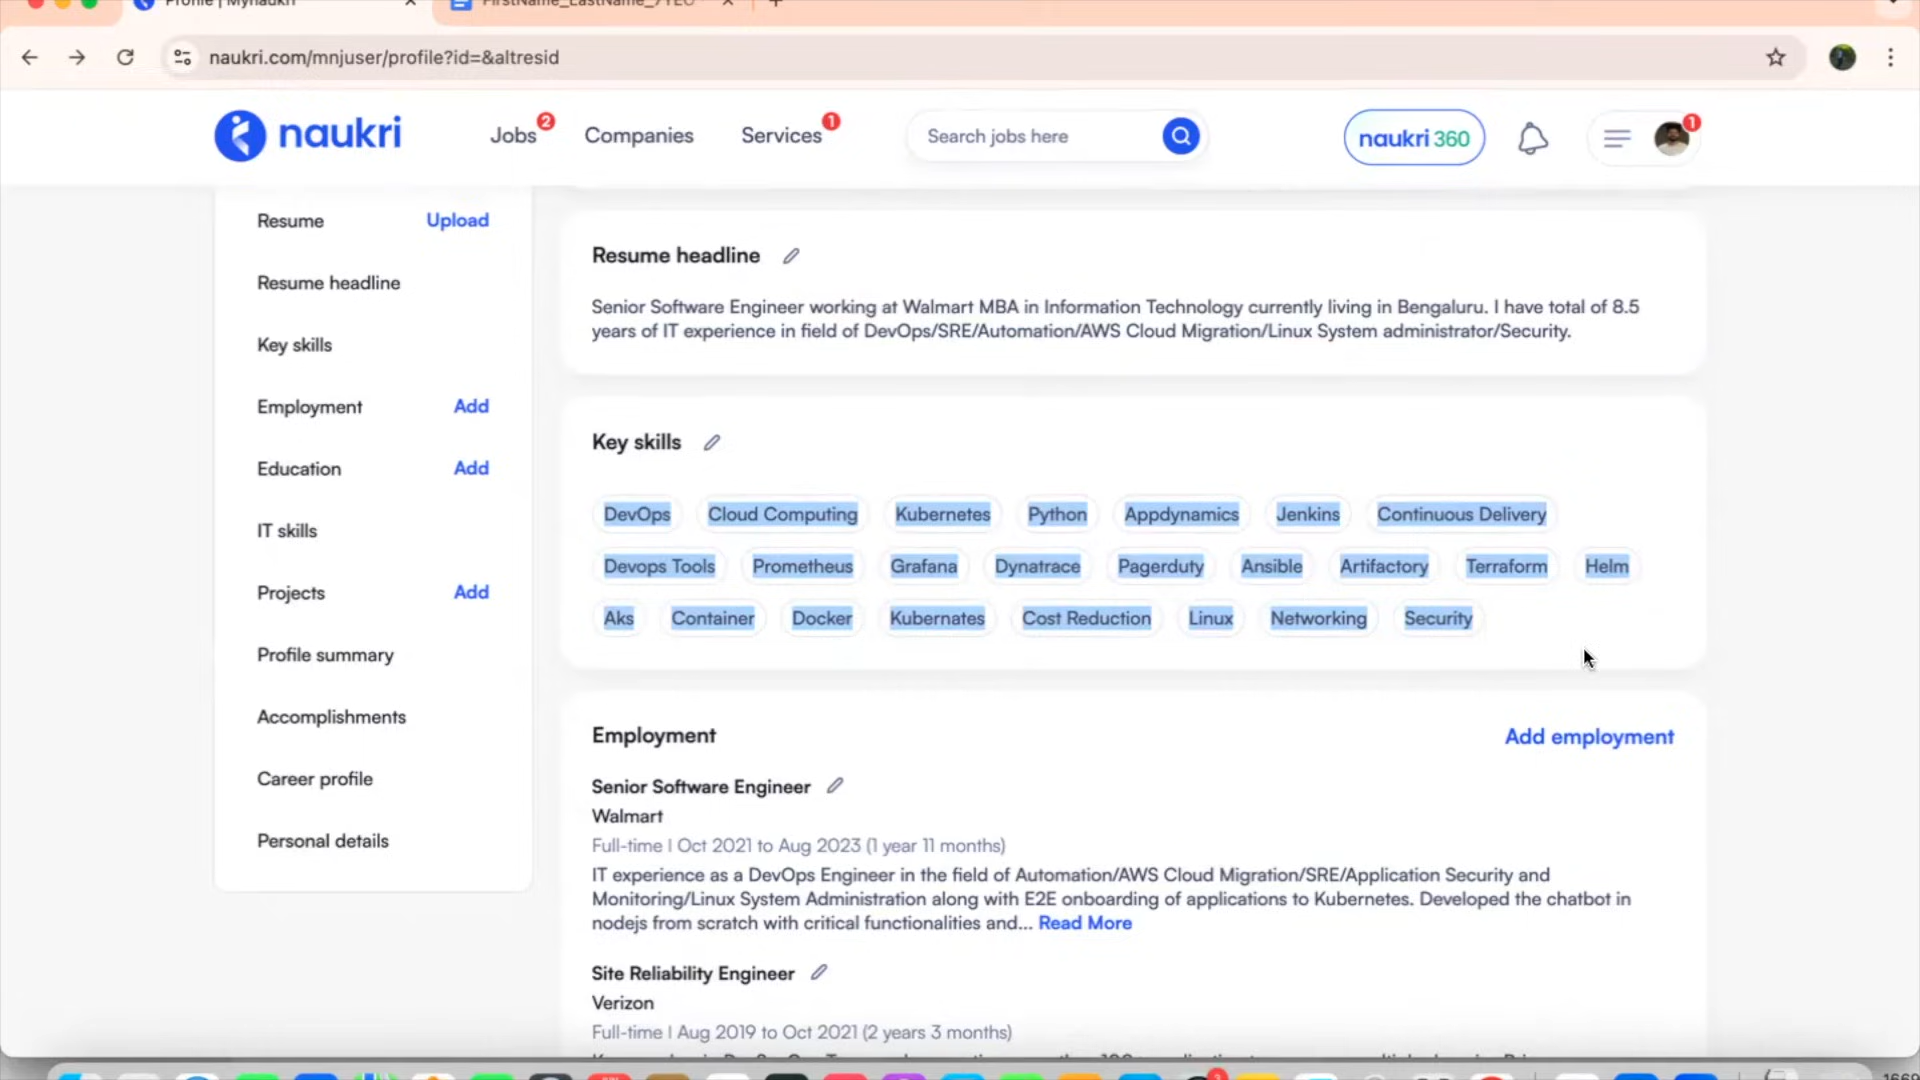 Profile | Mynaukri
FirstName_LastName_7YEO
naukri.com/mnjuser/profile?id=&altresid
naukri
Jobs 2
Companies
Services 1
Search jobs here
naukri 360
1
Resume Upload
Resume headline
Key skills
Employment Add
Education Add
IT skills
Projects Add
Profile summary
Accomplishments
Career profile
Personal details
Resume headline
Senior Software Engineer working at Walmart MBA in Information Technology currently living in Bengaluru. I have total of 8.5
years of IT experience in field of DevOps/SRE/Automation/AWS Cloud Migration/Linux System administrator/Security.
Key skills
DevOps Cloud Computing Kubernetes Python Appdynamics Jenkins Continuous Delivery
Devops Tools Prometheus Grafana Dynatrace Pagerduty Ansible Artifactory Terraform Helm
Aks Container Docker Kubernates Cost Reduction Linux Networking Security
Employment
Add employment
Senior Software Engineer
Walmart
Full-time | Oct 2021 to Aug 2023 (1 year 11 months)
IT experience as a DevOps Engineer in the field of Automation/AWS Cloud Migration/SRE/Application Security and
Monitoring/Linux System Administration along with E2E onboarding of applications to Kubernetes. Developed the chatbot in
nodejs from scratch with critical functionalities and... Read More
Site Reliability Engineer
Verizon
Full-time | Aug 2019 to Oct 2021 (2 years 3 months)